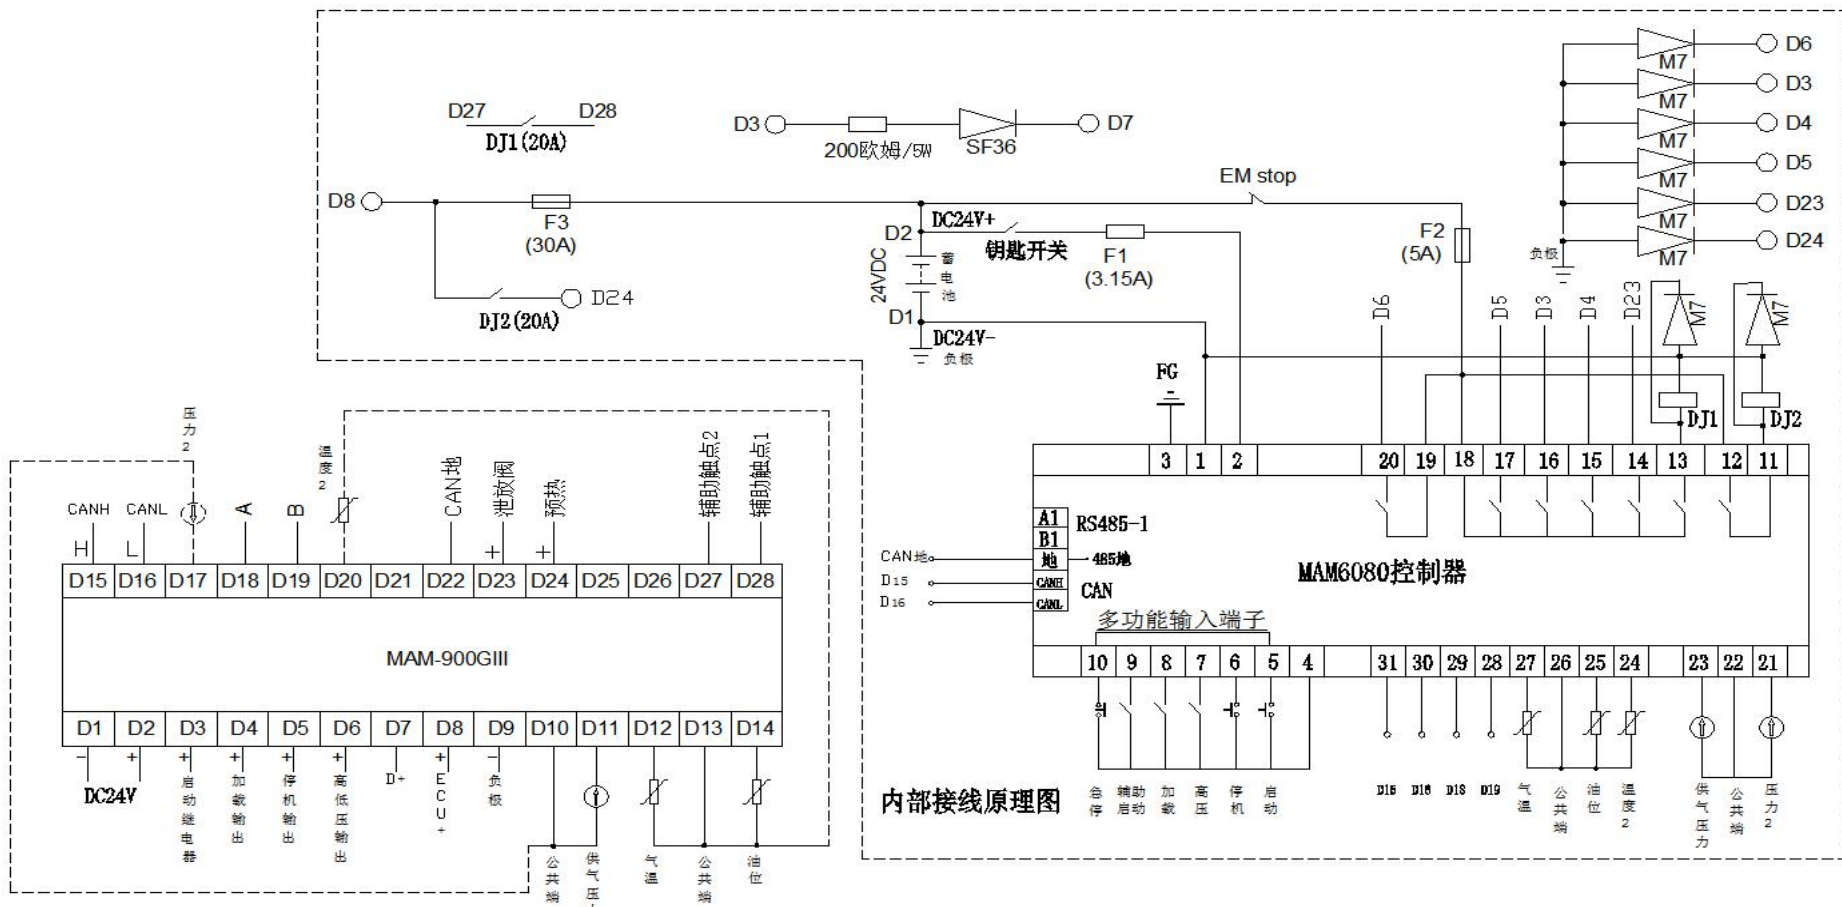 D6
M7
D3
M7
D4
M7
D5
M7
D23
M7
D24
M7
负极
D27 D28
DJ1(20A)
D3 D7
200欧姆/5W SF36
EM stop
D8
F3
(30A)
DC24V+
D2
钥匙开关
F1
(3.15A)
F2
(5A)
24VDC
蓄电池
D24
DJ2(20A)
D1
DC24V-
负极
D6 D5 D3 D4 D23 M7 M7
FG
DJ1 DJ2
3 1 2 20 19 18 17 16 15 14 13 12 11
A1 RS485-1
B1
CAN地 地 485地
D15 CANH CAN
D16 CANL
MAM6080控制器
多功能输入端子
10 9 8 7 6 5 4 31 30 29 28 27 26 25 24 23 22 21
急停 辅助启动 加载 高压 停机 启动 D15 D16 D18 D19 气温 公共端 油位 温度2 供气压力 公共端 压力2
内部接线原理图
压力2 温度2
CANH CANL A B CAN地 泄放阀 预热 辅助触点2 辅助触点1
H L + +
D15 D16 D17 D18 D19 D20 D21 D22 D23 D24 D25 D26 D27 D28
MAM-900GIII
D1 D2 D3 D4 D5 D6 D7 D8 D9 D10 D11 D12 D13 D14
- + + + + + + -
DC24V 启动继电器 加载输出 停机输出 高低压输出 D+ ECU+ 负极 公共端 供气压 气温 公共端 油位